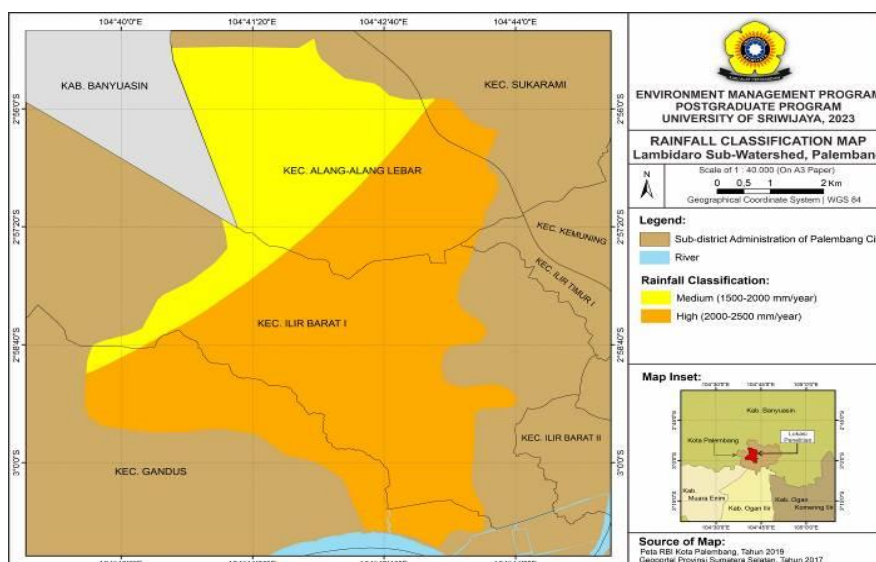 104°40'0"E
104°41'20"E
104°42'40"E
104°44'0"E
2°56'0"S
2°57'20"S
2°58'40"S
3°0'0"S
2°56'0"S
2°57'20"S
2°58'40"S
3°0'0"S
KAB. BANYUASIN
KEC. SUKARAMI
KEC. ALANG-ALANG LEBAR
KEC. KEMUNING
KEC. ILIR TIMUR I
KEC. ILIR BARAT I
KEC. ILIR BARAT II
KEC. GANDUS
ENVIRONMENT MANAGEMENT PROGRAM
POSTGRADUATE PROGRAM
UNIVERSITY OF SRIWIJAYA, 2023
RAINFALL CLASSIFICATION MAP
Lambidaro Sub-Watershed, Palemban
Scale of 1 : 40.000 (On A3 Paper)
N
0 0,5 1 2 Km
Geographical Coordinate System | WGS 84
Legend:
Sub-district Administration of Palembang Ci
River
Rainfall Classification:
Medium (1500-2000 mm/year)
High (2000-2500 mm/year)
Map Inset:
Kab. Banyuasin
Kota Palembang
Lokasi
Penelitian
Kab.
Muara Enim
Kab. Ogan Ilir
Kab. Ogan
Komering Ilir
Source of Map:
Peta RBI Kota Palembang, Tahun 2019
Geoportal Provinsi Sumatera Selatan, Tahun 2017